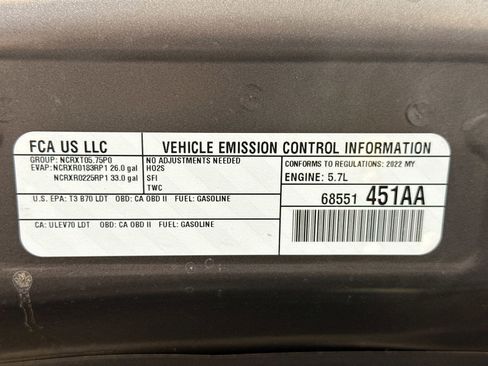 FCA US LLC
VEHICLE EMISSION CONTROL INFORMATION
GROUP: NCRXT05.75P0
EVAP: NCRXR0183RP1 26.0 gal
NCRXR0225RP1 33.0 gal
NO ADJUSTMENTS NEEDED
HO2S
SFI
TWC
CONFORMS TO REGULATIONS: 2022 MY
ENGINE: 5.7L
U.S. EPA: T3 B70 LDT OBD: CA OBD II FUEL: GASOLINE
68551 451AA
CA: ULEV70 LDT OBD: CA OBD II FUEL: GASOLINE